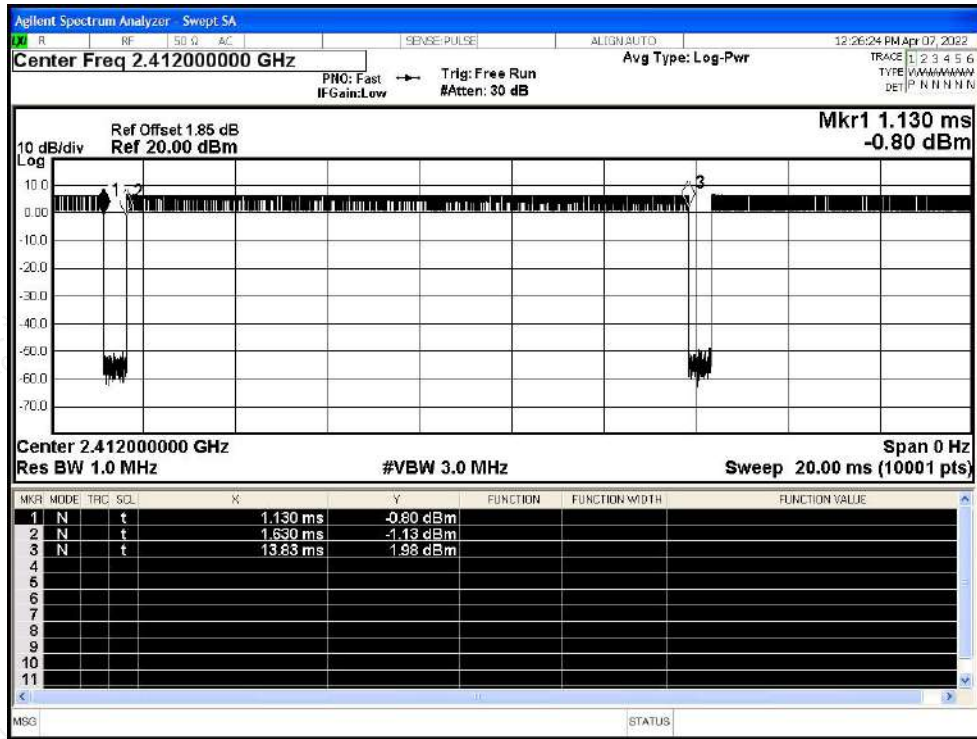 Agilent Spectrum Analyzer - Swept SA
LXI R RF 50 Ω AC SENSE:PULSE ALIGN AUTO 12:26:24 PM Apr 07, 2022
Center Freq 2.412000000 GHz
PNO: Fast Trig: Free Run Avg Type: Log-Pwr TRACE 1 2 3 4 5 6
IFGain:Low #Atten: 30 dB TYPE WWWWWW
DET P N N N N N
Mkr1 1.130 ms
-0.80 dBm
Ref Offset 1.85 dB
10 dB/div Ref 20.00 dBm
Log
10.0
0.00
-10.0
-20.0
-30.0
-40.0
-50.0
-60.0
-70.0
1 2 3
Center 2.412000000 GHz Span 0 Hz
Res BW 1.0 MHz #VBW 3.0 MHz Sweep 20.00 ms (10001 pts)
MKR MODE TRC SCL X Y FUNCTION FUNCTION WIDTH FUNCTION VALUE
1 N t 1.130 ms -0.80 dBm
2 N t 1.630 ms -1.13 dBm
3 N t 13.83 ms 1.98 dBm
4
5
6
7
8
9
10
11
MSG STATUS